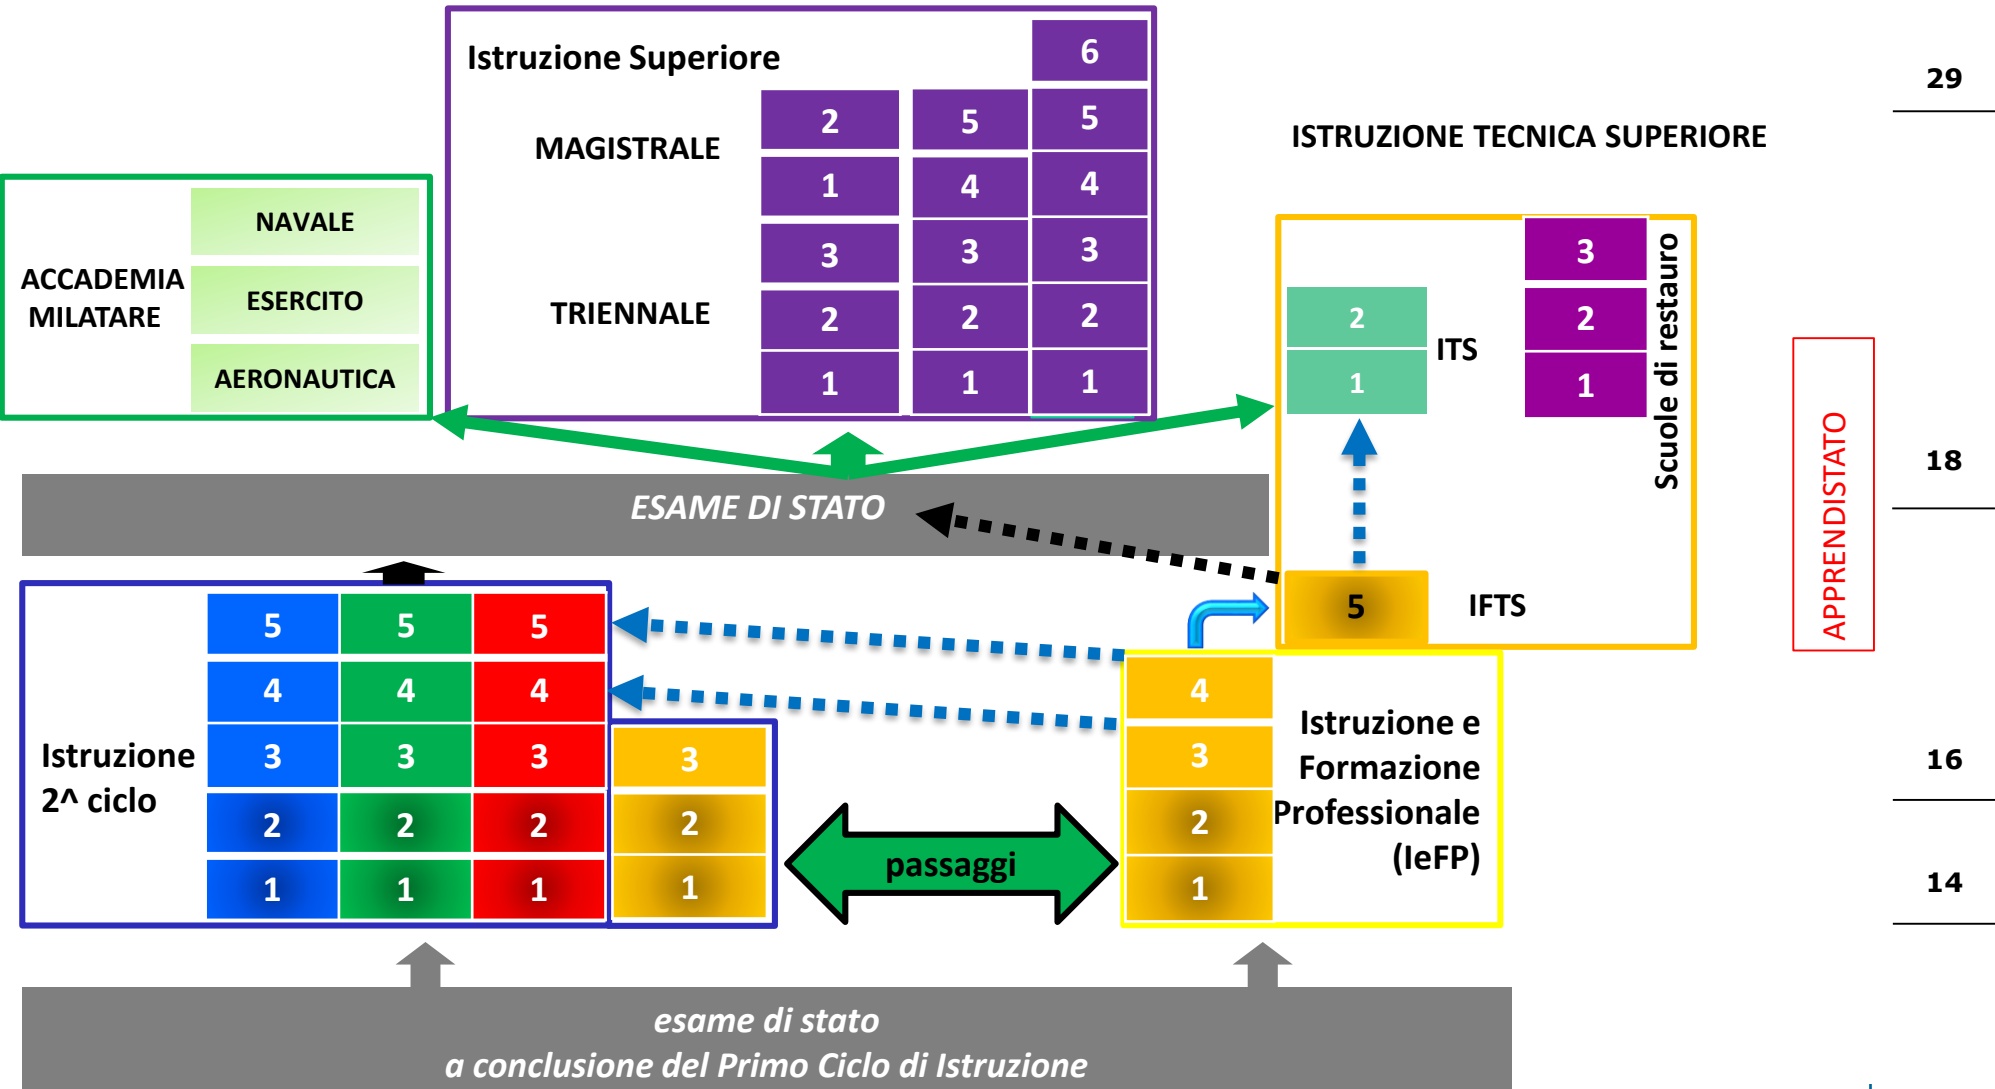 Istruzione Superiore
6
29
MAGISTRALE
2
5
5
1
4
4
ISTRUZIONE TECNICA SUPERIORE
TRIENNALE
3
3
3
2
2
2
1
1
1
ACCADEMIA
MILATARE
NAVALE
ESERCITO
AERONAUTICA
3
2
1
Scuole di restauro
2
1
ITS
APPRENDISTATO
18
ESAME DI STATO
5
IFTS
Istruzione
2^ ciclo
5
5
5
4
4
4
3
3
3
2
2
2
1
1
1
3
2
1
passaggi
4
3
2
1
Istruzione e
Formazione
Professionale
(IeFP)
16
14
esame di stato
a conclusione del Primo Ciclo di Istruzione